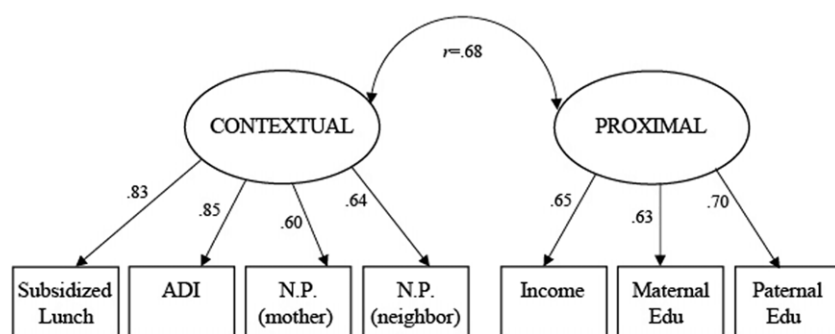 r=.68
CONTEXTUAL
PROXIMAL
.83
.85
.60
.64
.65
.63
.70
Subsidized
Lunch
ADI
N.P.
(mother)
N.P.
(neighbor)
Income
Maternal
Edu
Paternal
Edu